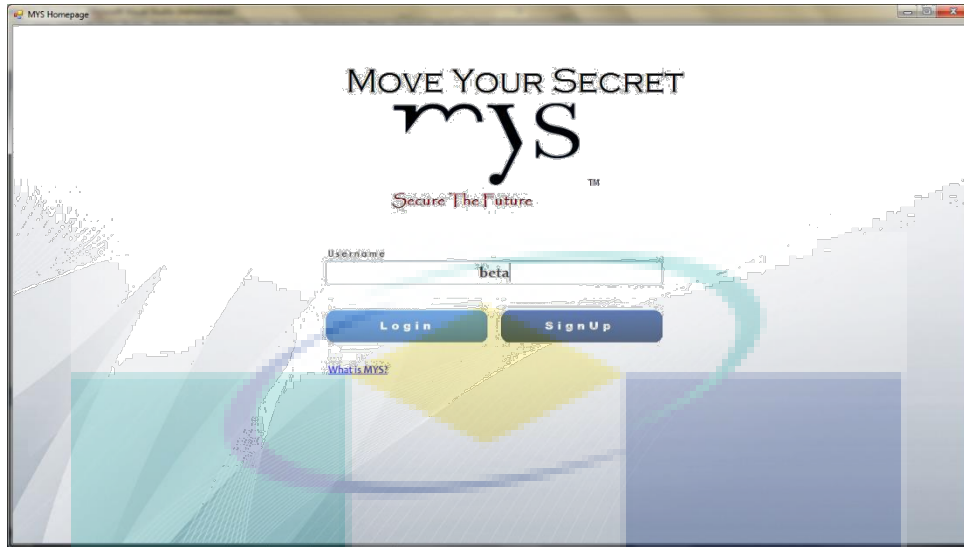 MYS Homepage
MOVE YOUR SECRET
mys
TM
Secure The Future
Username
beta
Login SignUp
What is MYS?